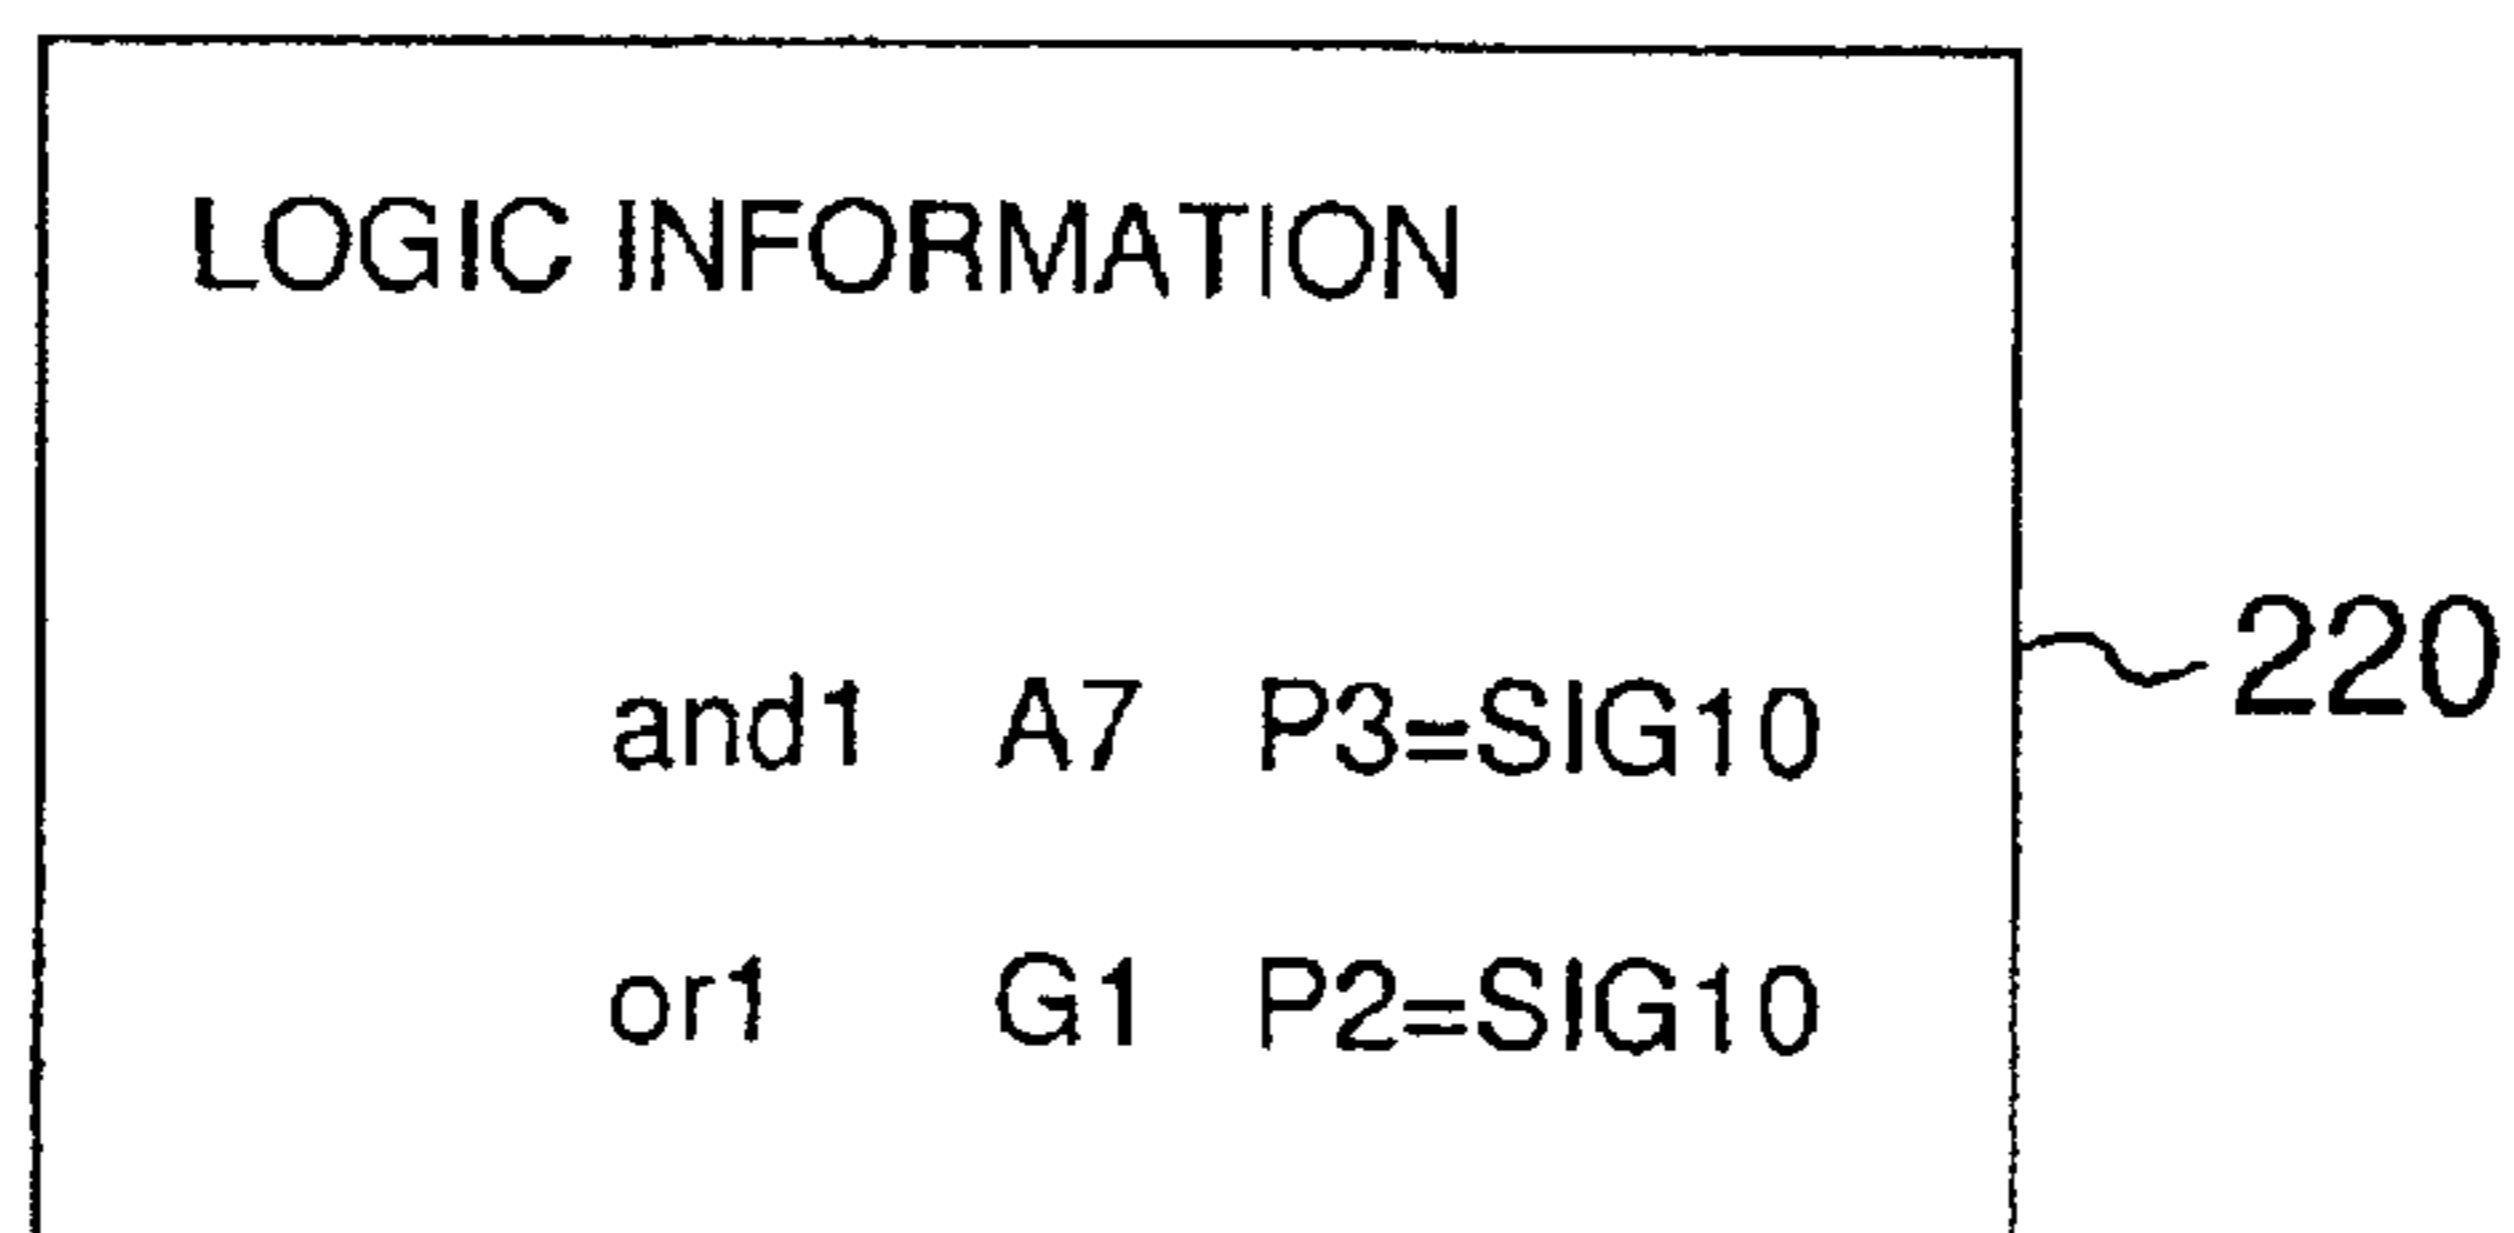 LOGIC INFORMATION
220
and1 A7 P3=SIG10
or1 G1 P2=SIG10